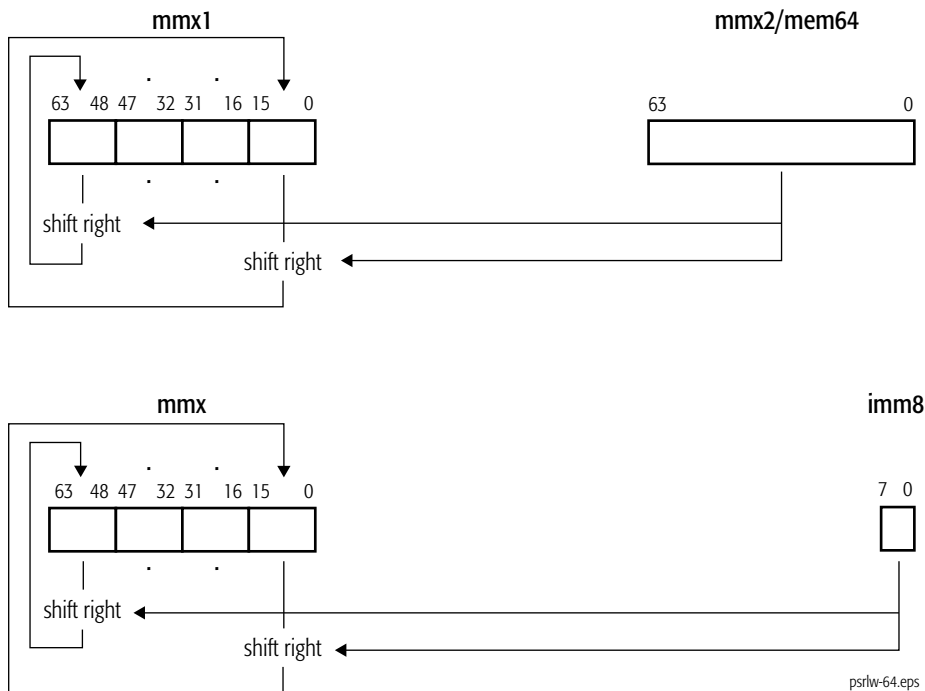 mmx1 mmx2/mem64
. .
63 48 47 32 31 16 15 0 63 0
. .
shift right
shift right
mmx imm8
. .
63 48 47 32 31 16 15 0 7 0
. .
shift right
shift right
psrlw-64.eps